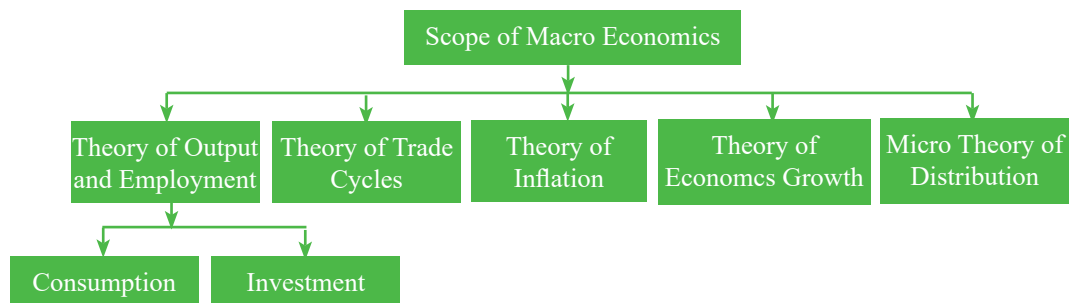 Scope of Macro Economics
Theory of Output
and Employment
Theory of Trade
Cycles
Theory of
Inflation
Theory of
Economcs Growth
Micro Theory of
Distribution
Consumption
Investment